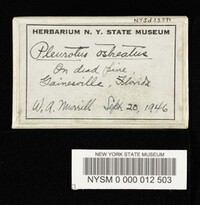 HERBARIUM N. Y. STATE MUSEUM
Pleurotus ostreatus
On dead pine
Gainesville, Florida
W. A. Murrill Sept. 20, 1946
NEW YORK STATE MUSEUM
NYSM 0 000 012 503